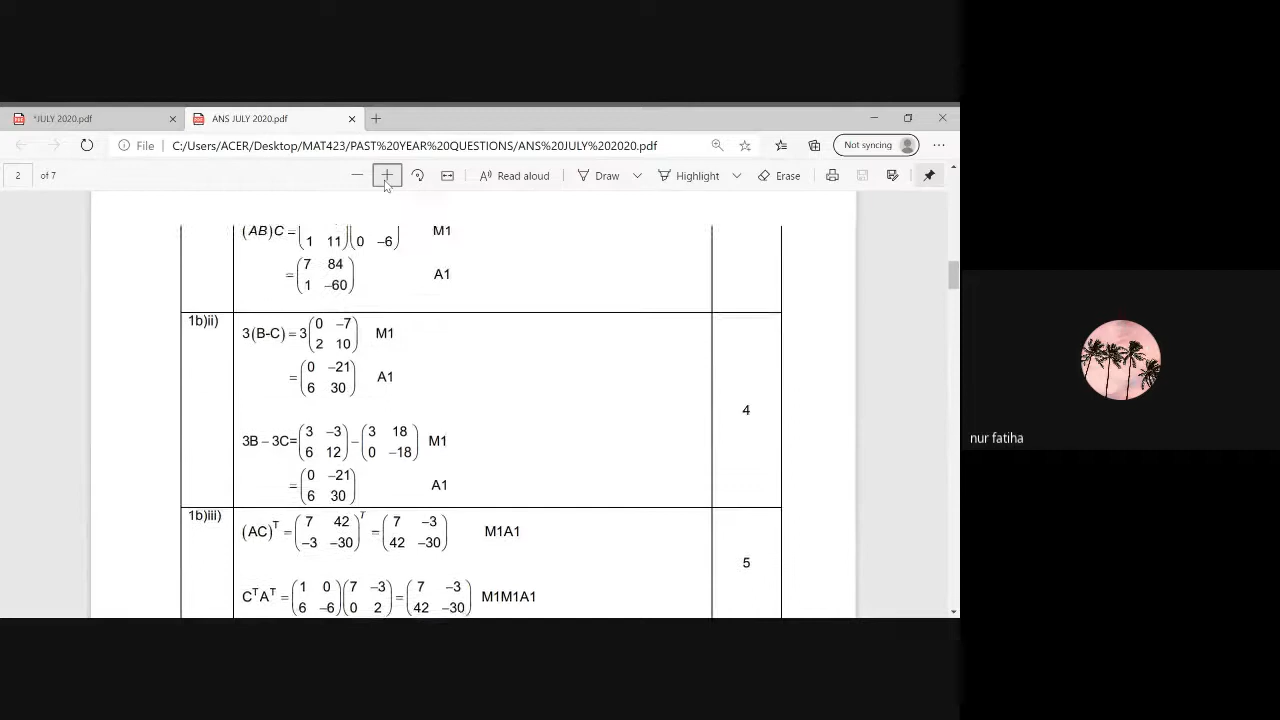 *JULY 2020.pdf
ANS JULY 2020.pdf
File C:/Users/ACER/Desktop/MAT423/PAST%20YEAR%20QUESTIONS/ANS%20JULY%202020.pdf Not syncing
2 of 7 Read aloud Draw Highlight Erase
(AB)C = ( 1 11)(0 -6) M1
= (7 84
1 -60) A1
1b)ii)
3(B-C) = 3(0 -7
2 10) M1
= (0 -21
6 30) A1
4
3B - 3C= (3 -3
6 12) - (3 18
0 -18) M1
= (0 -21
6 30) A1
1b)iii)
(AC)ᵀ = (7 42
-3 -30)ᵀ = (7 -3
42 -30) M1A1
5
CᵀAᵀ = (1 0
6 -6)(7 -3
0 2) = (7 -3
42 -30) M1M1A1
nur fatiha